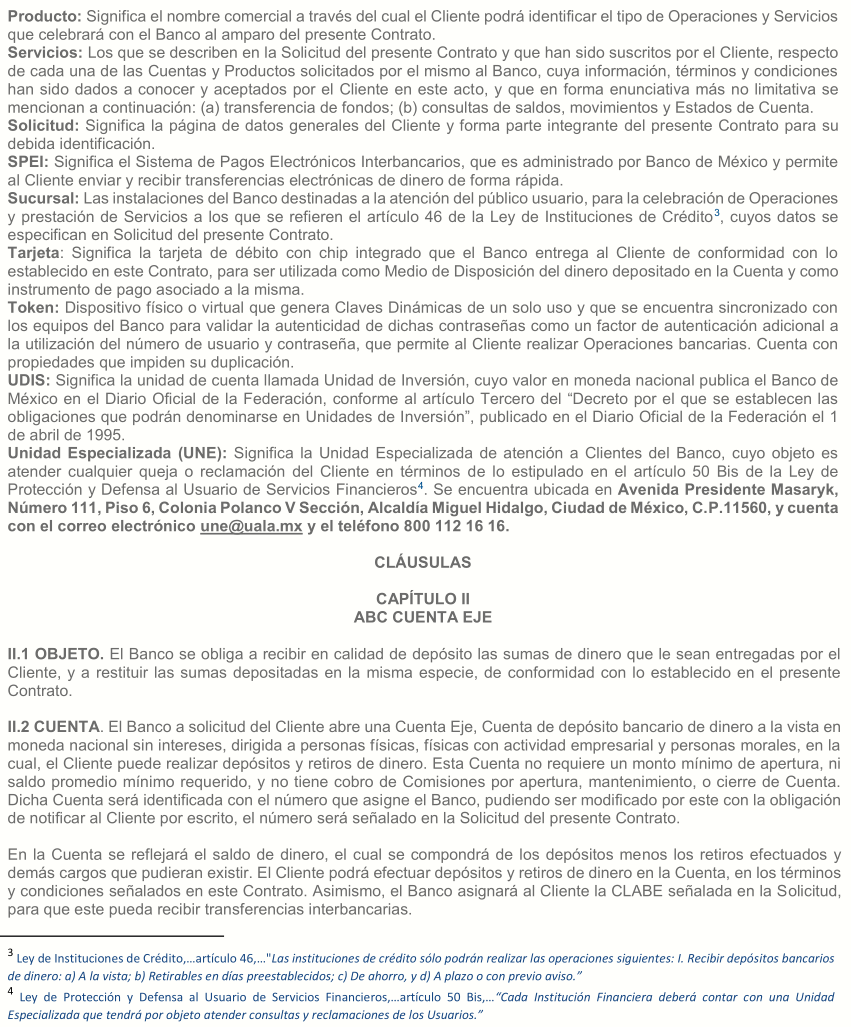 Producto: Significa el nombre comercial a través del cual el Cliente podrá identificar el tipo de Operaciones y Servicios
que celebrará con el Banco al amparo del presente Contrato.
Servicios: Los que se describen en la Solicitud del presente Contrato y que han sido suscritos por el Cliente, respecto
de cada una de las Cuentas y Productos solicitados por el mismo al Banco, cuya información, términos y condiciones
han sido dados a conocer y aceptados por el Cliente en este acto, y que en forma enunciativa más no limitativa se
mencionan a continuación: (a) transferencia de fondos; (b) consultas de saldos, movimientos y Estados de Cuenta.
Solicitud: Significa la página de datos generales del Cliente y forma parte integrante del presente Contrato para su
debida identificación.
SPEI: Significa el Sistema de Pagos Electrónicos Interbancarios, que es administrado por Banco de México y permite
al Cliente enviar y recibir transferencias electrónicas de dinero de forma rápida.
Sucursal: Las instalaciones del Banco destinadas a la atención del público usuario, para la celebración de Operaciones
y prestación de Servicios a los que se refieren el artículo 46 de la Ley de Instituciones de Crédito3, cuyos datos se
especifican en Solicitud del presente Contrato.
Tarjeta: Significa la tarjeta de débito con chip integrado que el Banco entrega al Cliente de conformidad con lo
establecido en este Contrato, para ser utilizada como Medio de Disposición del dinero depositado en la Cuenta y como
instrumento de pago asociado a la misma.
Token: Dispositivo físico o virtual que genera Claves Dinámicas de un solo uso y que se encuentra sincronizado con
los equipos del Banco para validar la autenticidad de dichas contraseñas como un factor de autenticación adicional a
la utilización del número de usuario y contraseña, que permite al Cliente realizar Operaciones bancarias. Cuenta con
propiedades que impiden su duplicación.
UDIS: Significa la unidad de cuenta llamada Unidad de Inversión, cuyo valor en moneda nacional publica el Banco de
México en el Diario Oficial de la Federación, conforme al artículo Tercero del “Decreto por el que se establecen las
obligaciones que podrán denominarse en Unidades de Inversión”, publicado en el Diario Oficial de la Federación el 1
de abril de 1995.
Unidad Especializada (UNE): Significa la Unidad Especializada de atención a Clientes del Banco, cuyo objeto es
atender cualquier queja o reclamación del Cliente en términos de lo estipulado en el artículo 50 Bis de la Ley de
Protección y Defensa al Usuario de Servicios Financieros4. Se encuentra ubicada en Avenida Presidente Masaryk,
Número 111, Piso 6, Colonia Polanco V Sección, Alcaldía Miguel Hidalgo, Ciudad de México, C.P.11560, y cuenta
con el correo electrónico une@uala.mx y el teléfono 800 112 16 16.
CLÁUSULAS
CAPÍTULO II
ABC CUENTA EJE
II.1 OBJETO. El Banco se obliga a recibir en calidad de depósito las sumas de dinero que le sean entregadas por el
Cliente, y a restituir las sumas depositadas en la misma especie, de conformidad con lo establecido en el presente
Contrato.
II.2 CUENTA. El Banco a solicitud del Cliente abre una Cuenta Eje, Cuenta de depósito bancario de dinero a la vista en
moneda nacional sin intereses, dirigida a personas físicas, físicas con actividad empresarial y personas morales, en la
cual, el Cliente puede realizar depósitos y retiros de dinero. Esta Cuenta no requiere un monto mínimo de apertura, ni
saldo promedio mínimo requerido, y no tiene cobro de Comisiones por apertura, mantenimiento, o cierre de Cuenta.
Dicha Cuenta será identificada con el número que asigne el Banco, pudiendo ser modificado por este con la obligación
de notificar al Cliente por escrito, el número será señalado en la Solicitud del presente Contrato.
En la Cuenta se reflejará el saldo de dinero, el cual se compondrá de los depósitos menos los retiros efectuados y
demás cargos que pudieran existir. El Cliente podrá efectuar depósitos y retiros de dinero en la Cuenta, en los términos
y condiciones señalados en este Contrato. Asimismo, el Banco asignará al Cliente la CLABE señalada en la Solicitud,
para que este pueda recibir transferencias interbancarias.
3 Ley de Instituciones de Crédito,…artículo 46,…"Las instituciones de crédito sólo podrán realizar las operaciones siguientes: I. Recibir depósitos bancarios
de dinero: a) A la vista; b) Retirables en días preestablecidos; c) De ahorro, y d) A plazo o con previo aviso.”
4 Ley de Protección y Defensa al Usuario de Servicios Financieros,…artículo 50 Bis,…“Cada Institución Financiera deberá contar con una Unidad
Especializada que tendrá por objeto atender consultas y reclamaciones de los Usuarios.”